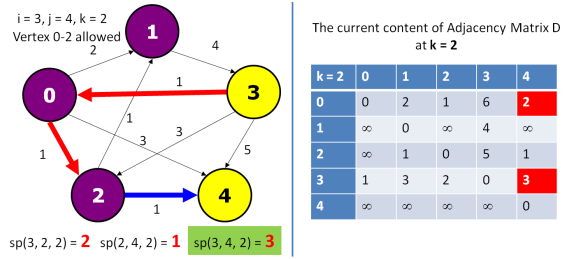 i = 3, j = 4, k = 2
Vertex 0-2 allowed
2
1
4
1
0
3
1
1
3
3
5
2
4
1
sp(3, 2, 2) = 2 sp(2, 4, 2) = 1 sp(3, 4, 2) = 3
The current content of Adjacency Matrix D
at k = 2
k = 2 0 1 2 3 4
0 0 2 1 6 2
1 ∞ 0 ∞ 4 ∞
2 ∞ 1 0 5 1
3 1 3 2 0 3
4 ∞ ∞ ∞ ∞ 0